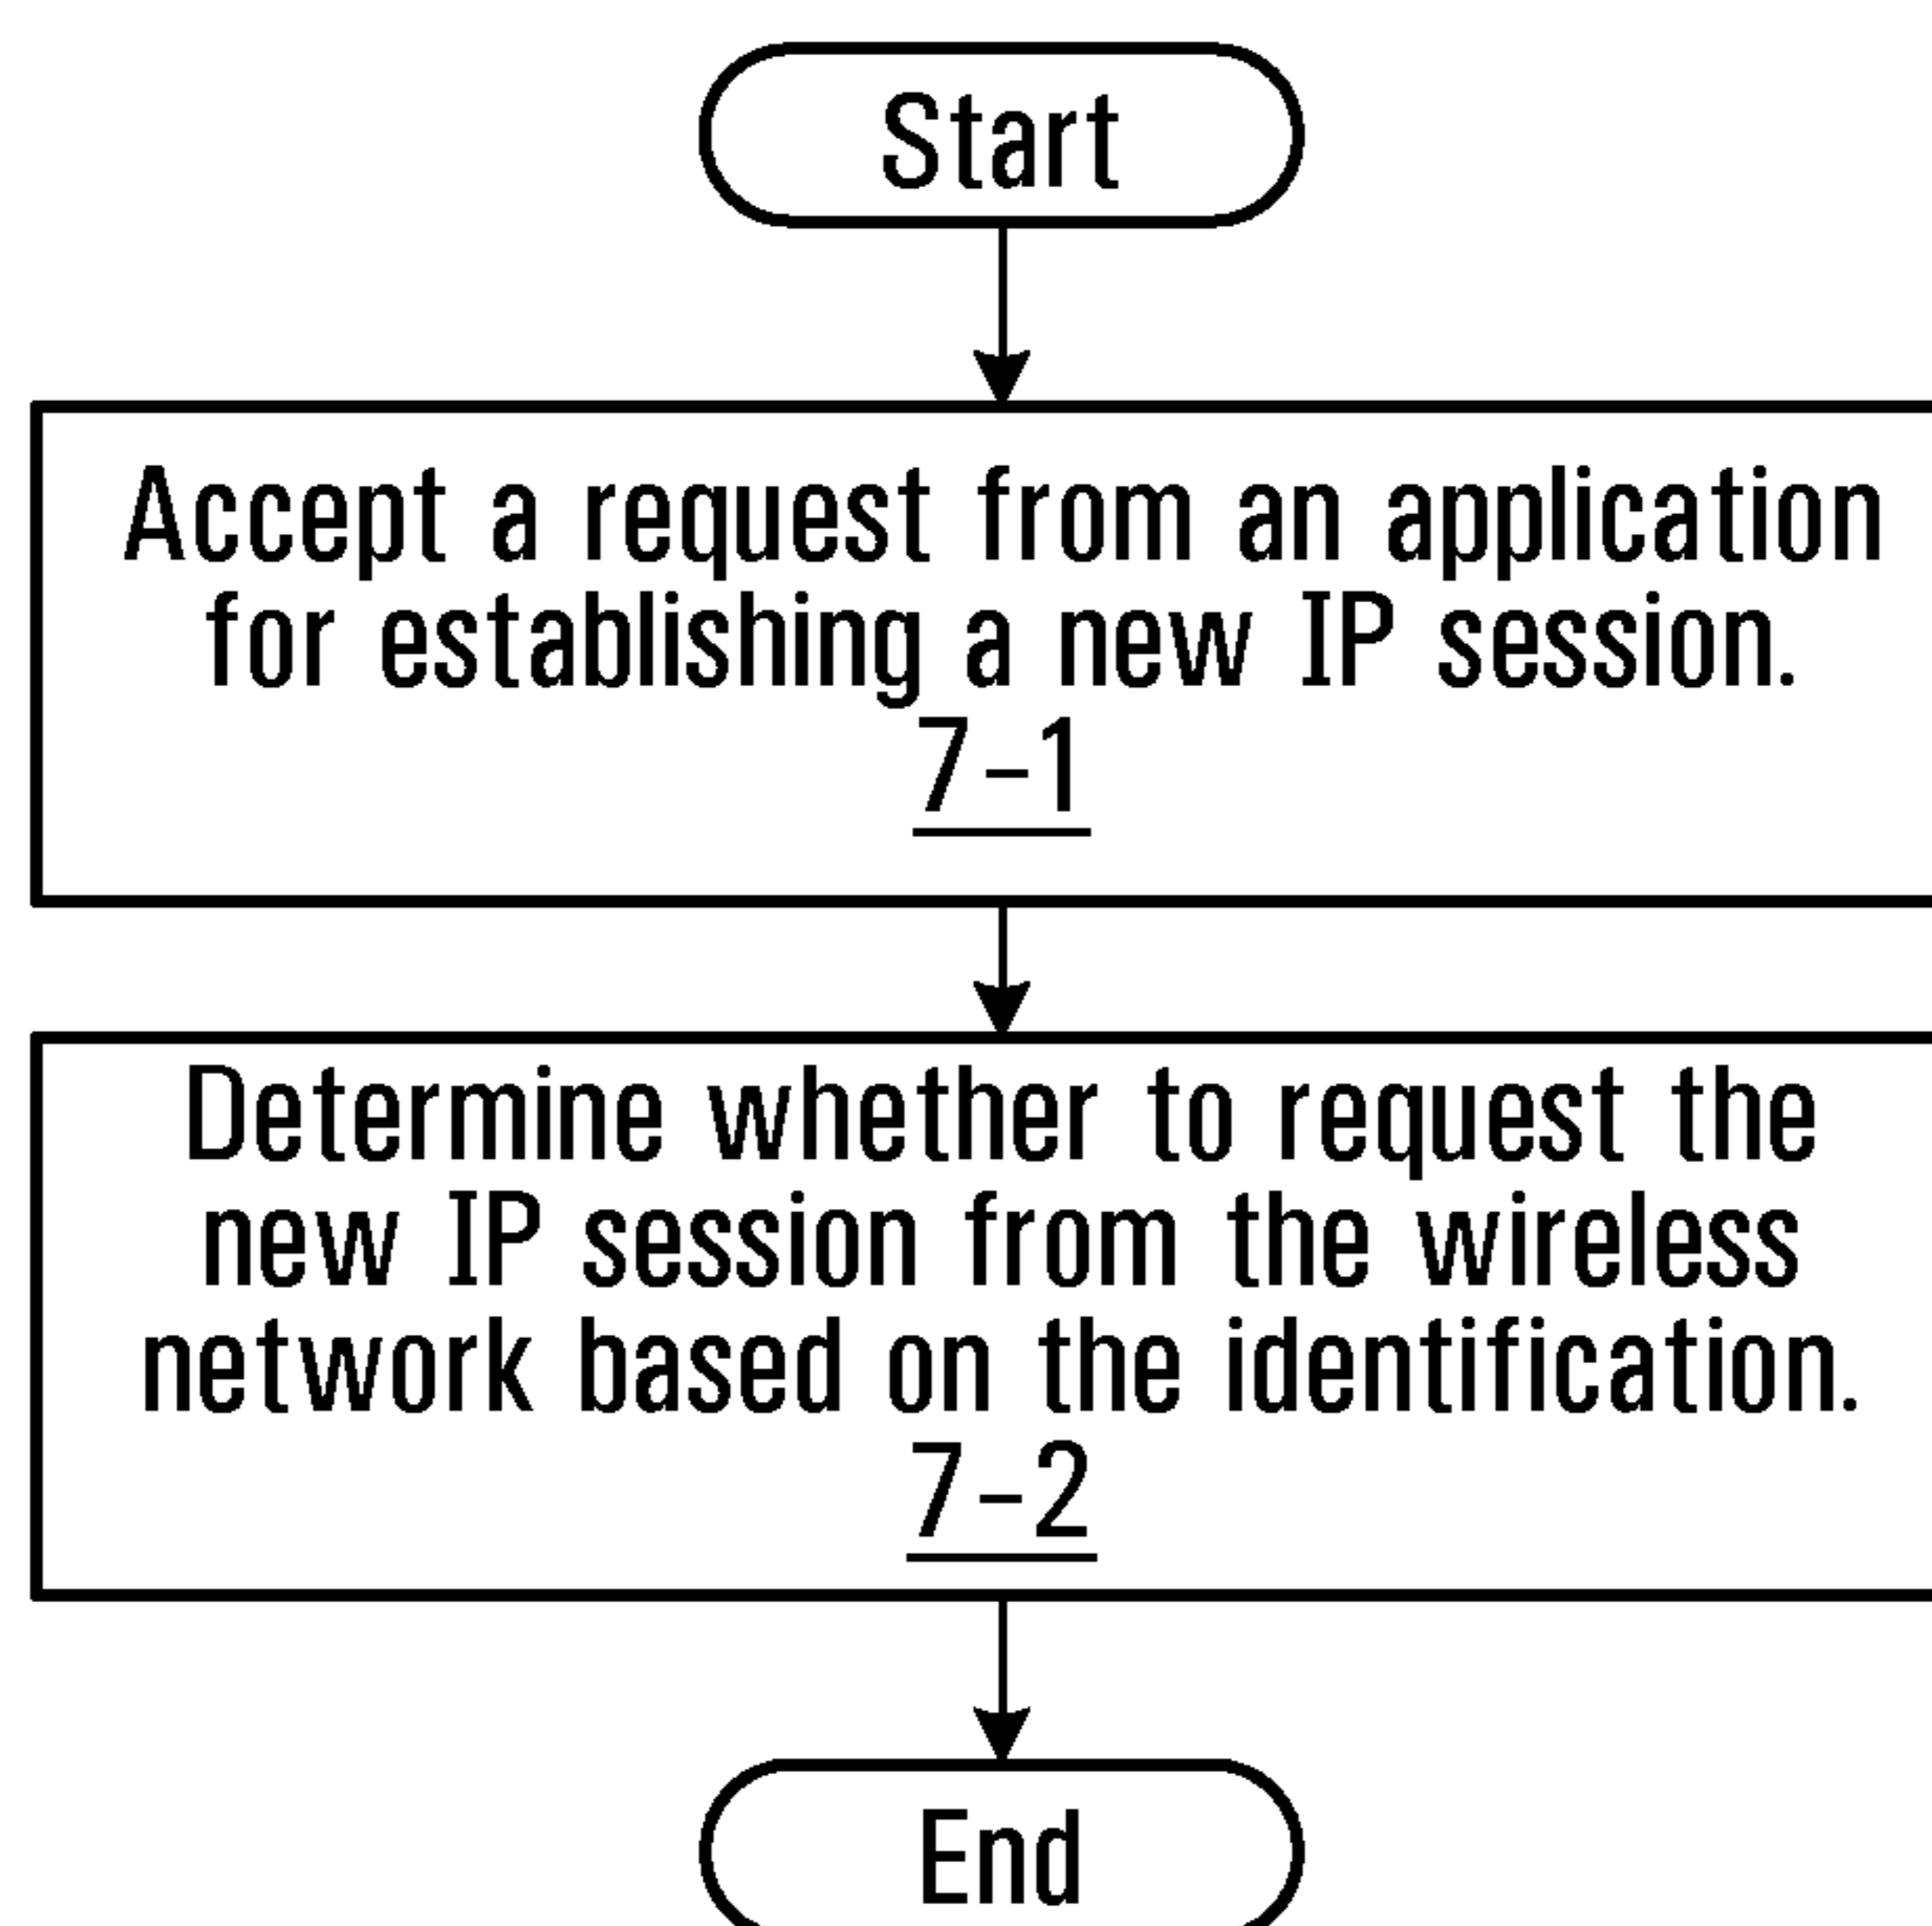 Start
Accept a request from an application
for establishing a new IP session.
7-1
Determine whether to request the
new IP session from the wireless
network based on the identification.
7-2
End